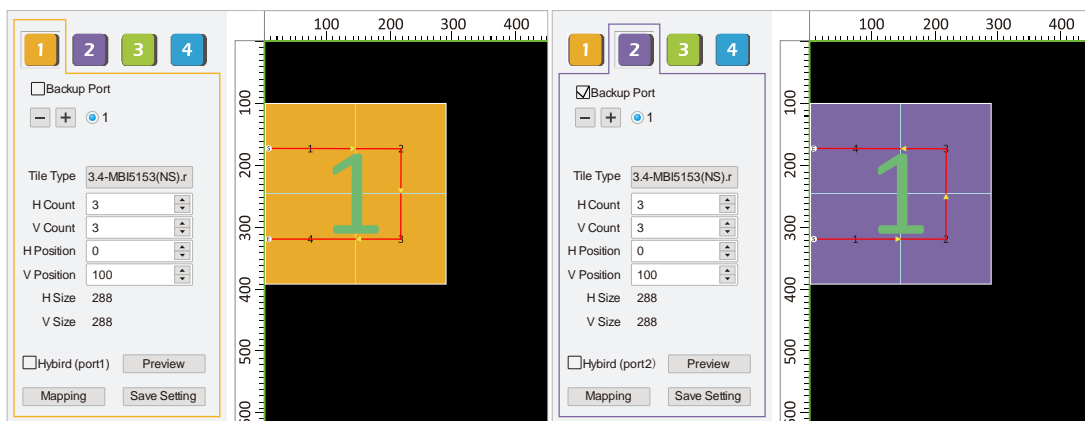 1 2 3 4
Backup Port
1
Tile Type 3.4-MBI5153(NS).r
H Count 3
V Count 3
H Position 0
V Position 100
H Size 288
V Size 288
Hybird (port1) Preview
Mapping Save Setting
0 100 200 300 400
100
200
300
400
500
1 2
1
4 3
1 2 3 4
Backup Port
1
Tile Type 3.4-MBI5153(NS).r
H Count 3
V Count 3
H Position 0
V Position 100
H Size 288
V Size 288
Hybird (port2)  Preview
Mapping Save Setting
0 100 200 300 400
100
200
300
400
500
4 3
1
1 2